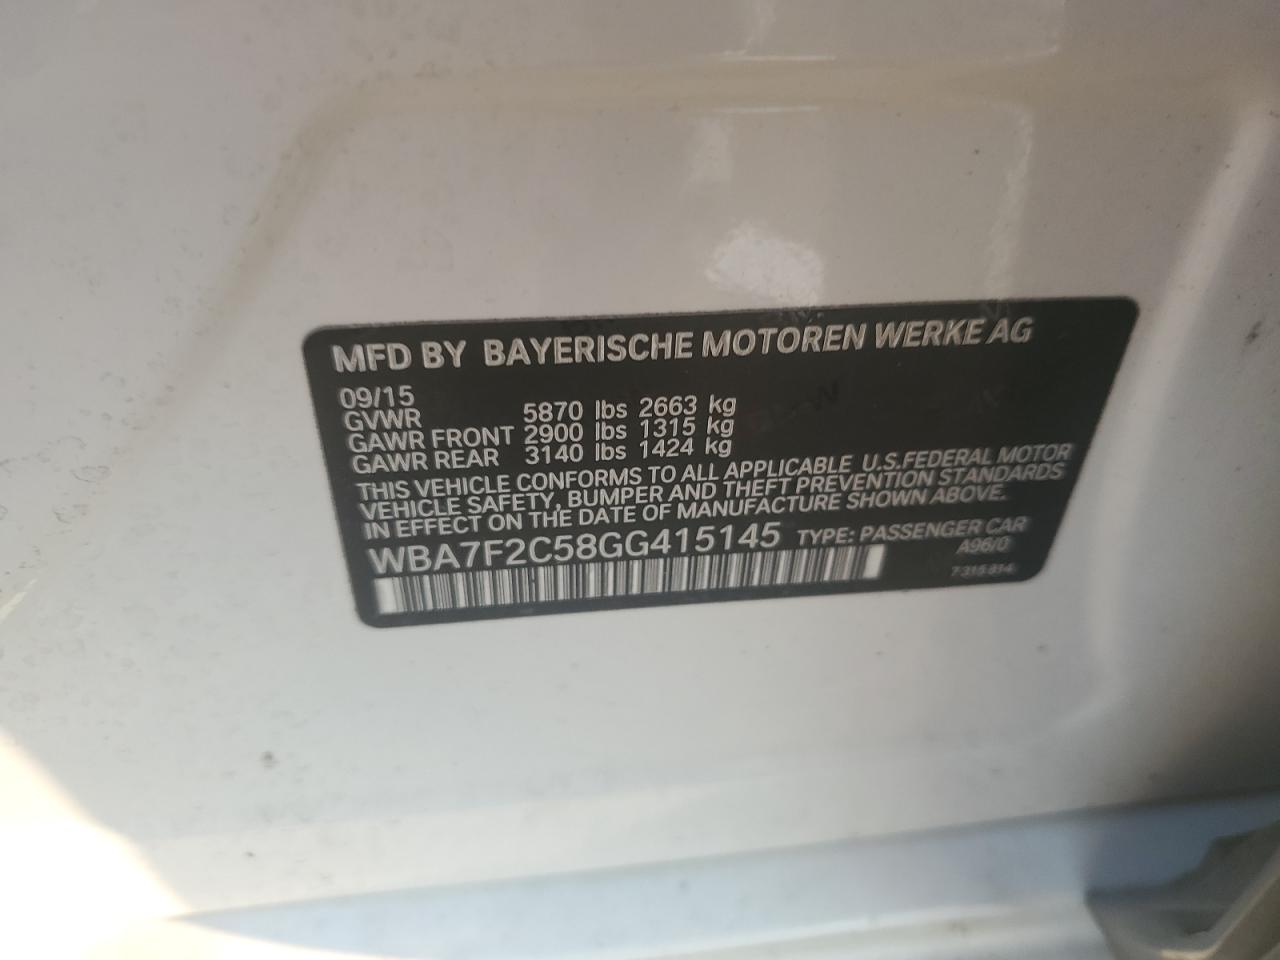 MFD BY BAYERISCHE MOTOREN WERKE AG
09/15
GVWR 5870 lbs 2663 kg
GAWR FRONT 2900 lbs 1315 kg
GAWR REAR 3140 lbs 1424 kg
THIS VEHICLE CONFORMS TO ALL APPLICABLE U.S.FEDERAL MOTOR
VEHICLE SAFETY, BUMPER AND THEFT PREVENTION STANDARDS
IN EFFECT ON THE DATE OF MANUFACTURE SHOWN ABOVE.
WBA7F2C58GG415145 TYPE: PASSENGER CAR
A96/0